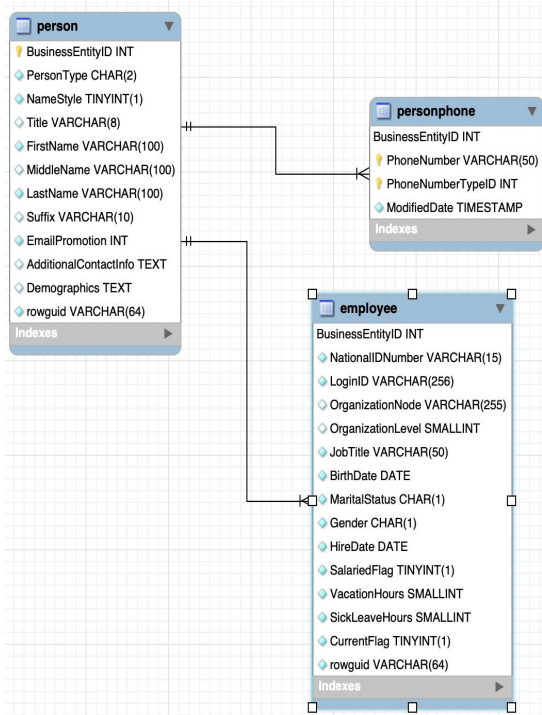 person
BusinessEntityID INT
PersonType CHAR(2)
NameStyle TINYINT(1)
Title VARCHAR(8)
FirstName VARCHAR(100)
MiddleName VARCHAR(100)
LastName VARCHAR(100)
Suffix VARCHAR(10)
EmailPromotion INT
AdditionalContactInfo TEXT
Demographics TEXT
rowguid VARCHAR(64)
Indexes
personphone
BusinessEntityID INT
PhoneNumber VARCHAR(50)
PhoneNumberTypeID INT
ModifiedDate TIMESTAMP
Indexes
employee
BusinessEntityID INT
NationalIDNumber VARCHAR(15)
LoginID VARCHAR(256)
OrganizationNode VARCHAR(255)
OrganizationLevel SMALLINT
JobTitle VARCHAR(50)
BirthDate DATE
MaritalStatus CHAR(1)
Gender CHAR(1)
HireDate DATE
SalariedFlag TINYINT(1)
VacationHours SMALLINT
SickLeaveHours SMALLINT
CurrentFlag TINYINT(1)
rowguid VARCHAR(64)
Indexes